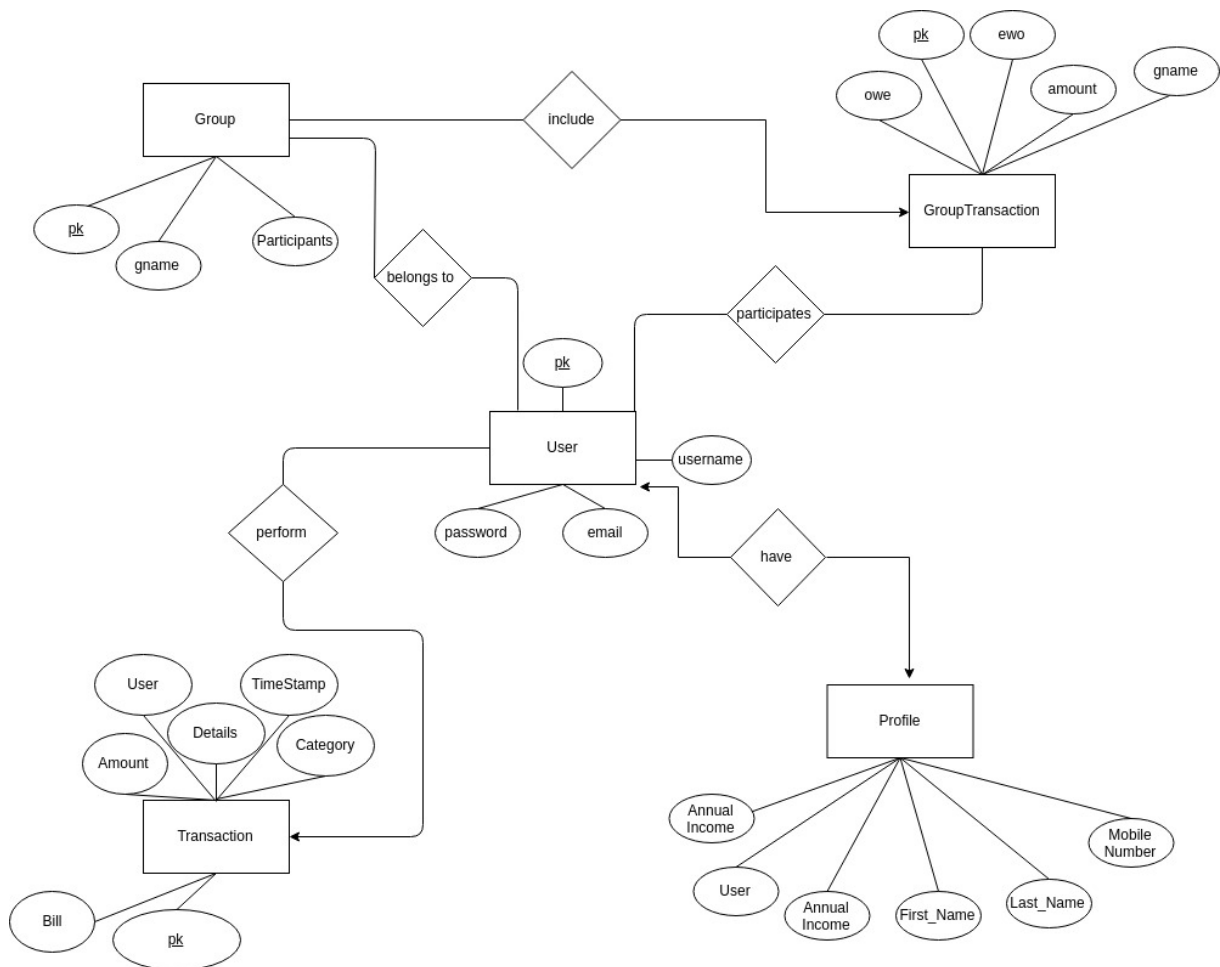 pk
ewo
gname
owe
amount
Group
include
GroupTransaction
pk
gname
Participants
belongs to
participates
pk
User
username
password
email
perform
have
User
TimeStamp
Details
Category
Amount
Transaction
Bill
pk
Profile
Annual
Income
User
Annual
Income
First_Name
Last_Name
Mobile
Number